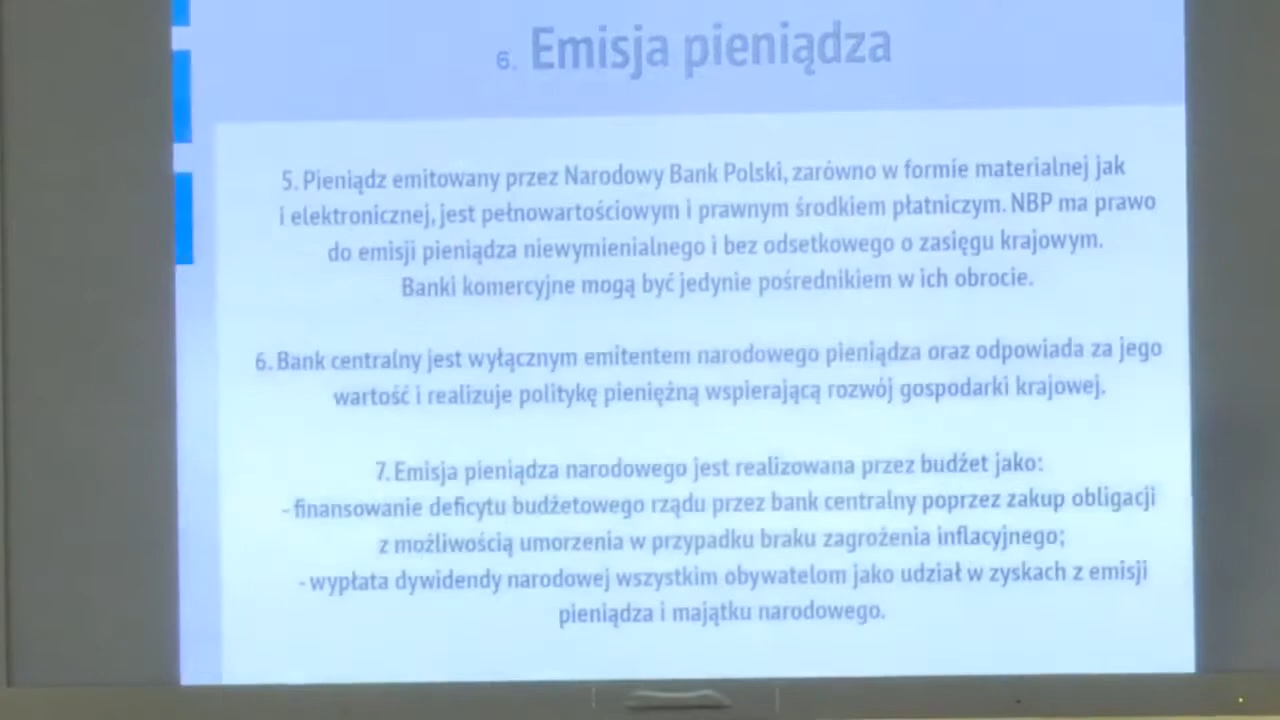 6. Emisja pieniądza
5. Pieniądz emitowany przez Narodowy Bank Polski, zarówno w formie materialnej jak
i elektronicznej, jest pełnowartościowym i prawnym środkiem płatniczym. NBP ma prawo
do emisji pieniądza niewymienialnego i bez odsetkowego o zasięgu krajowym.
Banki komercyjne mogą być jedynie pośrednikiem w ich obrocie.
6. Bank centralny jest wyłącznym emitentem narodowego pieniądza oraz odpowiada za jego
wartość i realizuje politykę pieniężną wspierającą rozwój gospodarki krajowej.
7. Emisja pieniądza narodowego jest realizowana przez budżet jako:
- finansowanie deficytu budżetowego rządu przez bank centralny poprzez zakup obligacji
z możliwością umorzenia w przypadku braku zagrożenia inflacyjnego;
- wypłata dywidendy narodowej wszystkim obywatelom jako udział w zyskach z emisji
pieniądza i majątku narodowego.